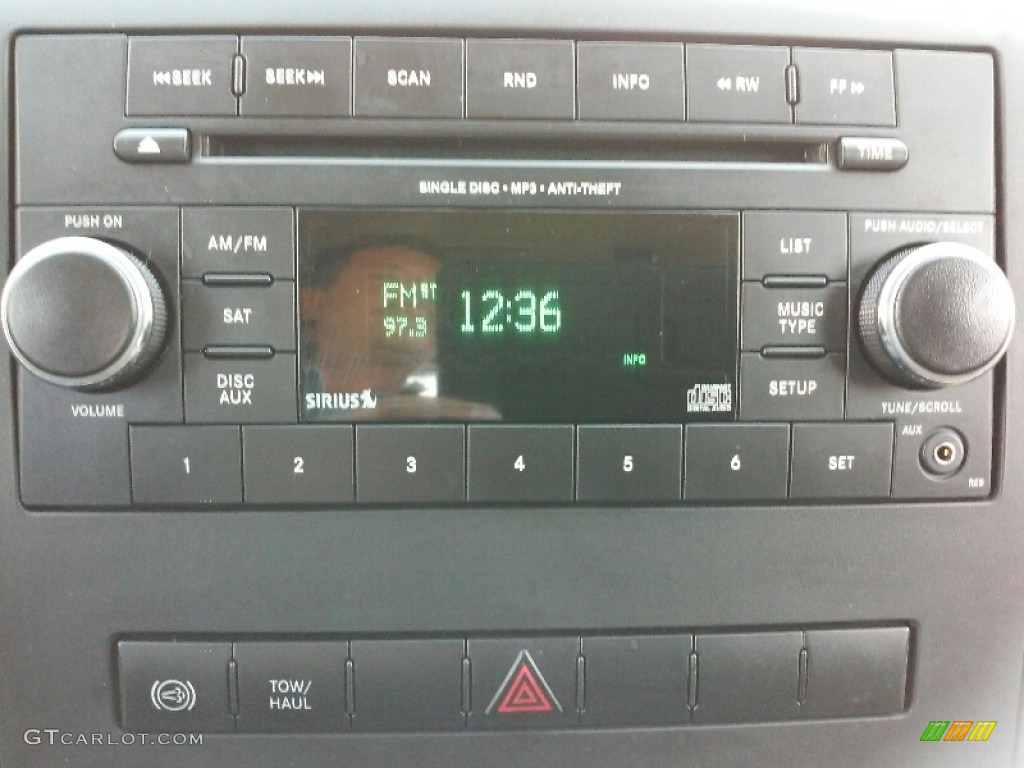 SEEK SEEK SCAN RND INFO RW FF
TIME
SINGLE DISC • MP3 • ANTI-THEFT
PUSH ON
PUSH AUDIO/SELECT
AM/FM
LIST
SAT
MUSIC
TYPE
DISC
AUX
SETUP
FM ST
97.3
12:36
INFO
SIRIUS
VOLUME
TUNE/SCROLL
AUX
1 2 3 4 5 6 SET
RES
TOW/
HAUL
GTCARLOT.COM